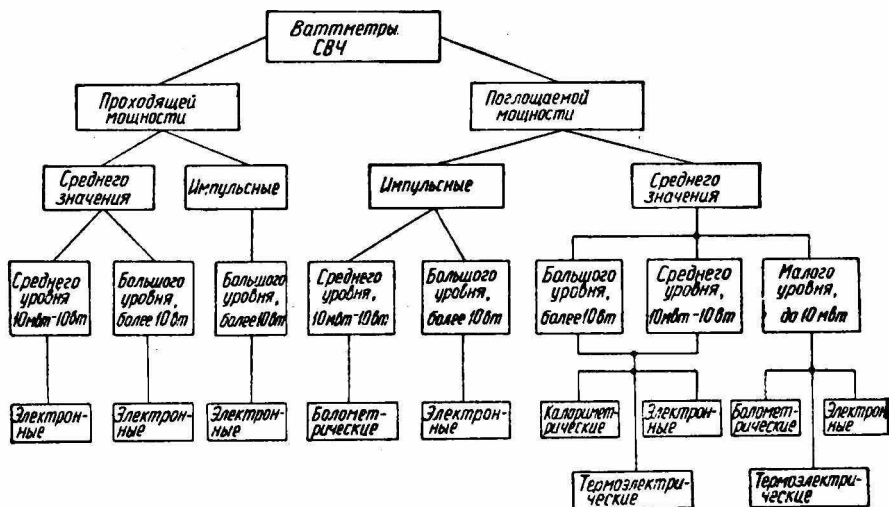 Ваттметры
СВЧ
Проходящей
мощности
Поглощаемой
мощности
Среднего
значения
Импульсные
Импульсные
Среднего
значения
Среднего
уровня
10мвт-10вт
Большого
уровня,
более 10вт
Большого
уровня,
более 10вт
Среднего
уровня,
10мвт-10вт
Большого
уровня,
более 10вт
Большого
уровня,
более 10вт
Среднего
уровня,
10мвт-10вт
Малого
уровня,
до 10 мвт
Электрон-
ные
Электрон-
ные
Электрон-
ные
Болометр-
рические
Электрон-
ные
Каларимет-
рические
Электрон-
ные
Баломет-
рические
Электрон-
ные
Термоэлектри-
ческие
Термоэлектри-
ческие